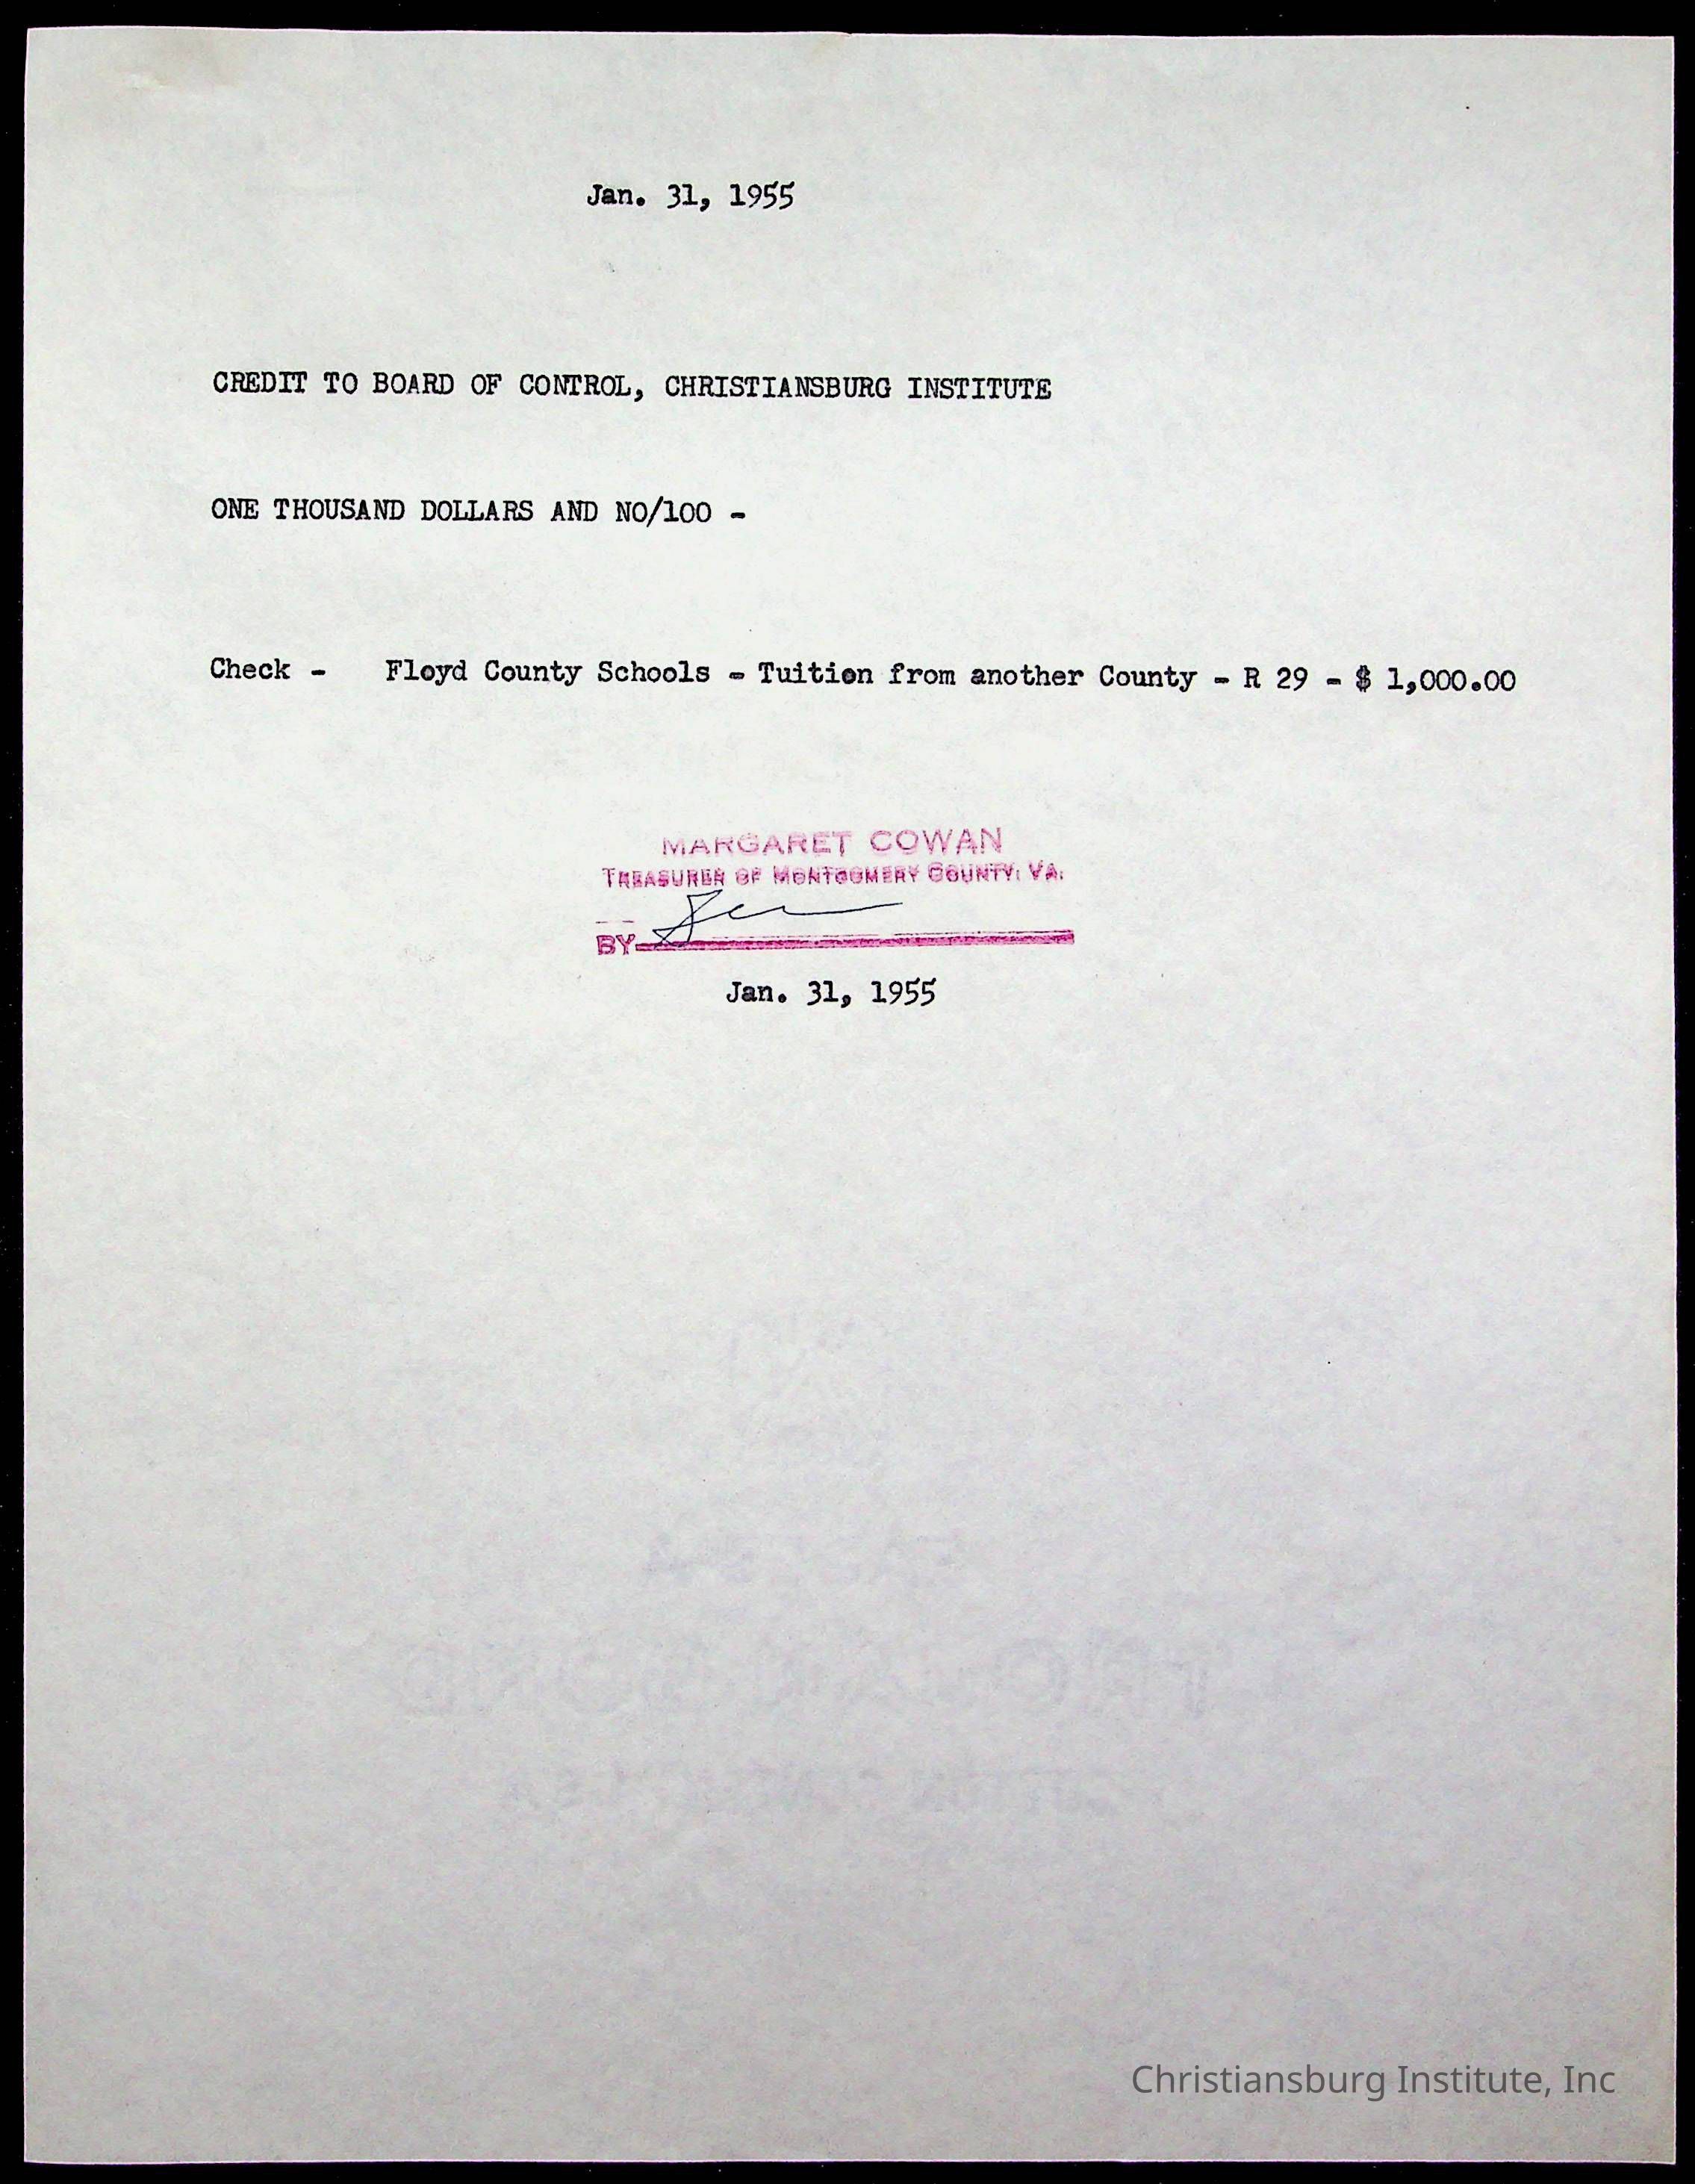 Jan. 31, 1955
CREDIT TO BOARD OF CONTROL, CHRISTIANSBURG INSTITUTE
ONE THOUSAND DOLLARS AND NO/100 -
Check - Floyd County Schools - Tuition from another County - R 29 - $ 1,000.00
MARGARET COWAN
TREASURER OF MONTGOMERY COUNTY, VA.
BY
Jan. 31, 1955
Christiansburg Institute, Inc